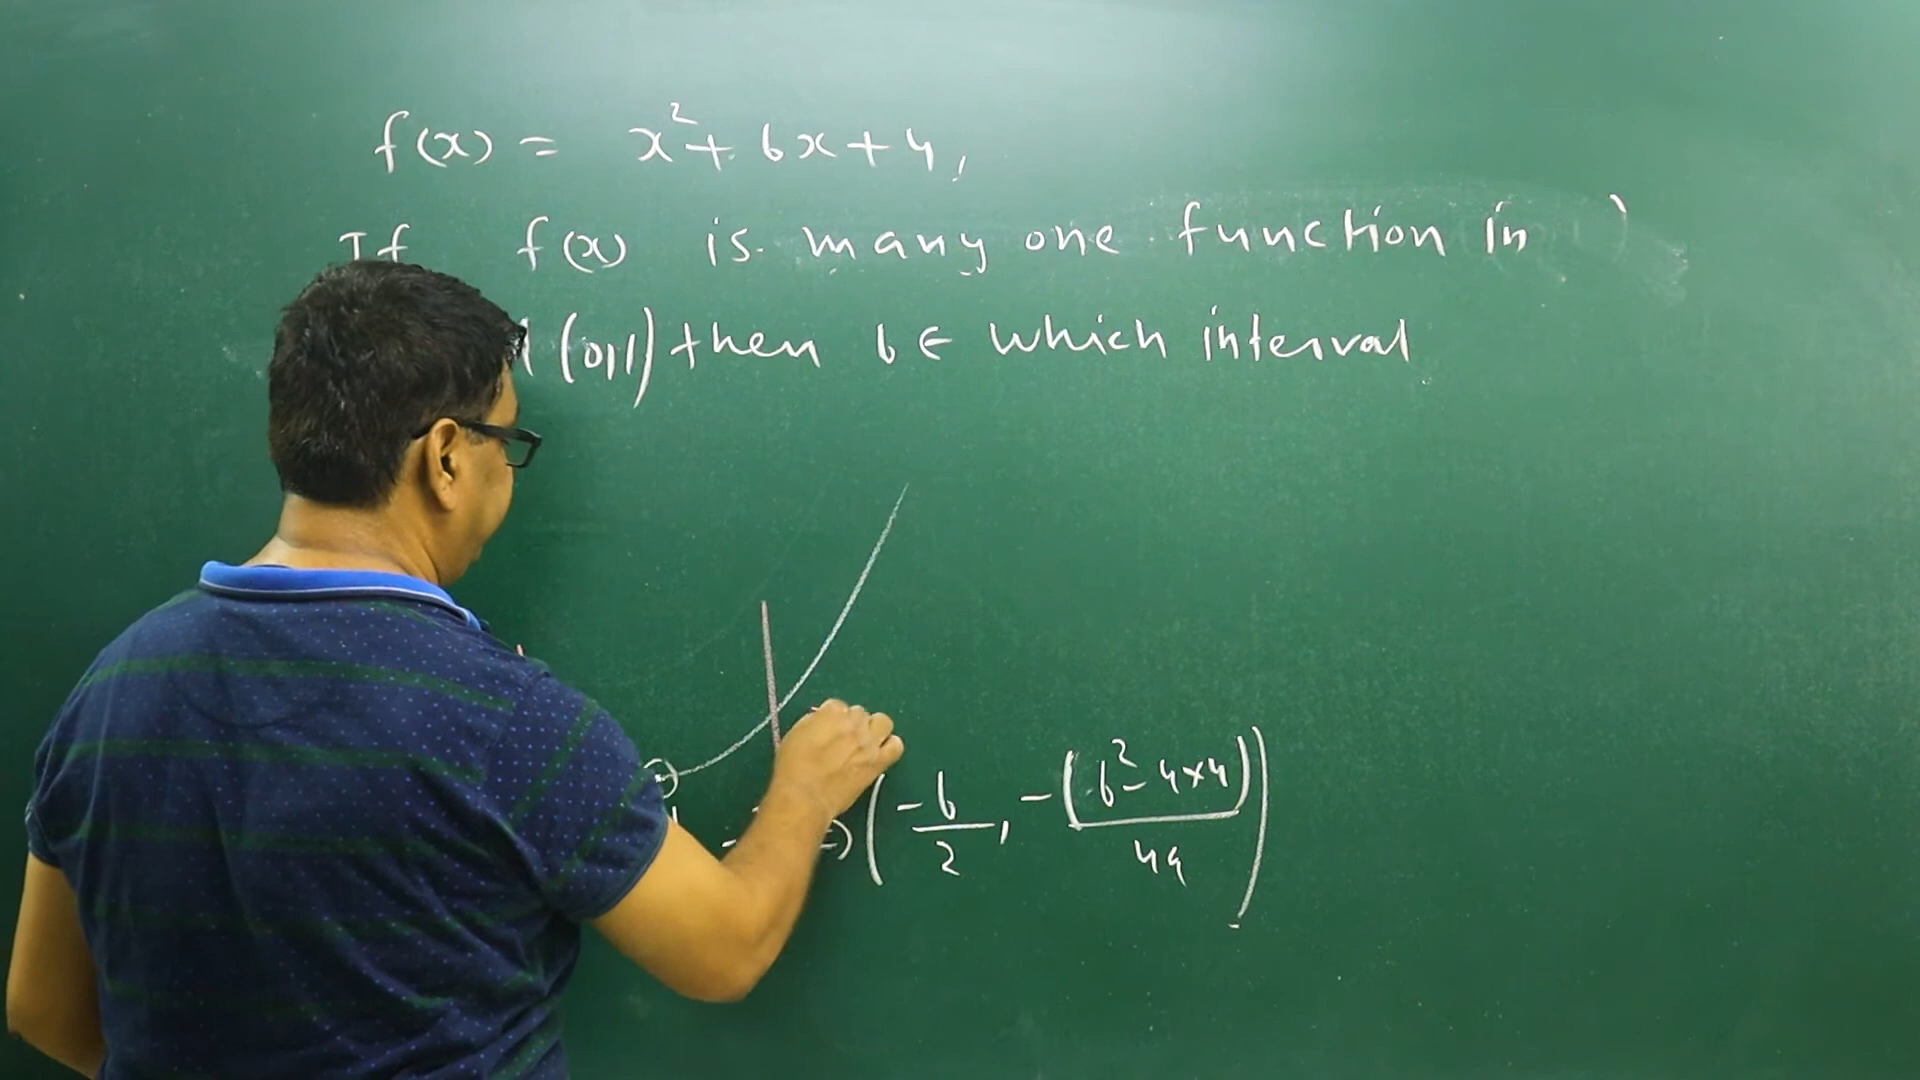 f(x) = x² + bx + 4,
If f(x) is many one function in
(0,1) then b ∈ which interval
(-b/2, -(b²-4×4)/4a)